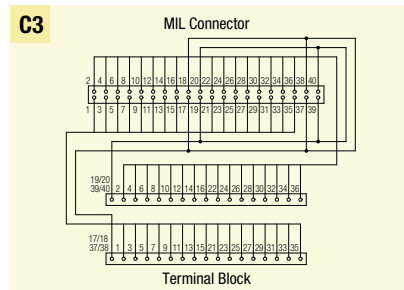 C3
MIL Connector
2 4 6 8 10 12 14 16 18 20 22 24 26 28 30 32 34 36 38 40
1 3 5 7 9 11 13 15 17 19 21 23 25 27 29 31 33 35 37 39
19/20
39/40 2 4 6 8 10 12 14 16 22 24 26 28 30 32 34 36
17/18
37/38 1 3 5 7 9 11 13 15 21 23 25 27 29 31 33 35
Terminal Block